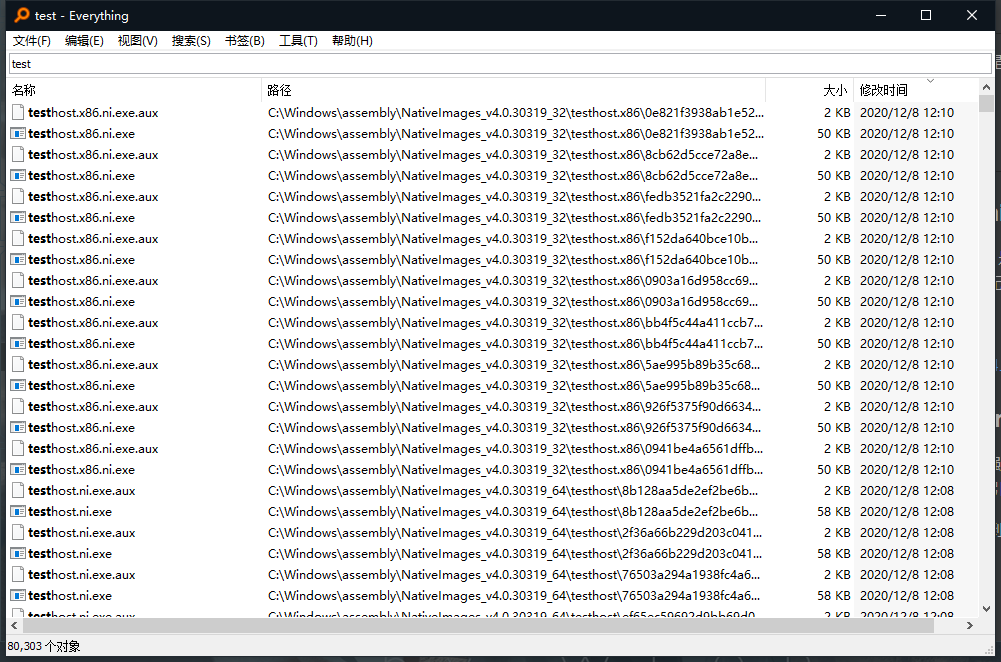 test - Everything
文件(F) 编辑(E) 视图(V) 搜索(S) 书签(B) 工具(T) 帮助(H)
test
名称 路径 大小 修改时间
testhost.x86.ni.exe.aux C:\Windows\assembly\NativeImages_v4.0.30319_32\testhost.x86\0e821f3938ab1e52... 2 KB 2020/12/8 12:10
testhost.x86.ni.exe C:\Windows\assembly\NativeImages_v4.0.30319_32\testhost.x86\0e821f3938ab1e52... 50 KB 2020/12/8 12:10
testhost.x86.ni.exe.aux C:\Windows\assembly\NativeImages_v4.0.30319_32\testhost.x86\8cb62d5cce72a8e... 2 KB 2020/12/8 12:10
testhost.x86.ni.exe C:\Windows\assembly\NativeImages_v4.0.30319_32\testhost.x86\8cb62d5cce72a8e... 50 KB 2020/12/8 12:10
testhost.x86.ni.exe.aux C:\Windows\assembly\NativeImages_v4.0.30319_32\testhost.x86\fedb3521fa2c2290... 2 KB 2020/12/8 12:10
testhost.x86.ni.exe C:\Windows\assembly\NativeImages_v4.0.30319_32\testhost.x86\fedb3521fa2c2290... 50 KB 2020/12/8 12:10
testhost.x86.ni.exe.aux C:\Windows\assembly\NativeImages_v4.0.30319_32\testhost.x86\f152da640bce10b... 2 KB 2020/12/8 12:10
testhost.x86.ni.exe C:\Windows\assembly\NativeImages_v4.0.30319_32\testhost.x86\f152da640bce10b... 50 KB 2020/12/8 12:10
testhost.x86.ni.exe.aux C:\Windows\assembly\NativeImages_v4.0.30319_32\testhost.x86\0903a16d958cc69... 2 KB 2020/12/8 12:10
testhost.x86.ni.exe C:\Windows\assembly\NativeImages_v4.0.30319_32\testhost.x86\0903a16d958cc69... 50 KB 2020/12/8 12:10
testhost.x86.ni.exe.aux C:\Windows\assembly\NativeImages_v4.0.30319_32\testhost.x86\bb4f5c44a411ccb7... 2 KB 2020/12/8 12:10
testhost.x86.ni.exe C:\Windows\assembly\NativeImages_v4.0.30319_32\testhost.x86\bb4f5c44a411ccb7... 50 KB 2020/12/8 12:10
testhost.x86.ni.exe.aux C:\Windows\assembly\NativeImages_v4.0.30319_32\testhost.x86\5ae995b89b35c68... 2 KB 2020/12/8 12:10
testhost.x86.ni.exe C:\Windows\assembly\NativeImages_v4.0.30319_32\testhost.x86\5ae995b89b35c68... 50 KB 2020/12/8 12:10
testhost.x86.ni.exe.aux C:\Windows\assembly\NativeImages_v4.0.30319_32\testhost.x86\926f5375f90d6634... 2 KB 2020/12/8 12:10
testhost.x86.ni.exe C:\Windows\assembly\NativeImages_v4.0.30319_32\testhost.x86\926f5375f90d6634... 50 KB 2020/12/8 12:10
testhost.x86.ni.exe.aux C:\Windows\assembly\NativeImages_v4.0.30319_32\testhost.x86\0941be4a6561dffb... 2 KB 2020/12/8 12:10
testhost.x86.ni.exe C:\Windows\assembly\NativeImages_v4.0.30319_32\testhost.x86\0941be4a6561dffb... 50 KB 2020/12/8 12:10
testhost.ni.exe.aux C:\Windows\assembly\NativeImages_v4.0.30319_64\testhost\8b128aa5de2ef2be6b... 2 KB 2020/12/8 12:08
testhost.ni.exe C:\Windows\assembly\NativeImages_v4.0.30319_64\testhost\8b128aa5de2ef2be6b... 58 KB 2020/12/8 12:08
testhost.ni.exe.aux C:\Windows\assembly\NativeImages_v4.0.30319_64\testhost\2f36a66b229d203c041... 2 KB 2020/12/8 12:08
testhost.ni.exe C:\Windows\assembly\NativeImages_v4.0.30319_64\testhost\2f36a66b229d203c041... 58 KB 2020/12/8 12:08
testhost.ni.exe.aux C:\Windows\assembly\NativeImages_v4.0.30319_64\testhost\76503a294a1938fc4a6... 2 KB 2020/12/8 12:08
testhost.ni.exe C:\Windows\assembly\NativeImages_v4.0.30319_64\testhost\76503a294a1938fc4a6... 58 KB 2020/12/8 12:08
testhost.ni.exe.aux 2 KB 2020/12/8 12:08
80,303 个对象